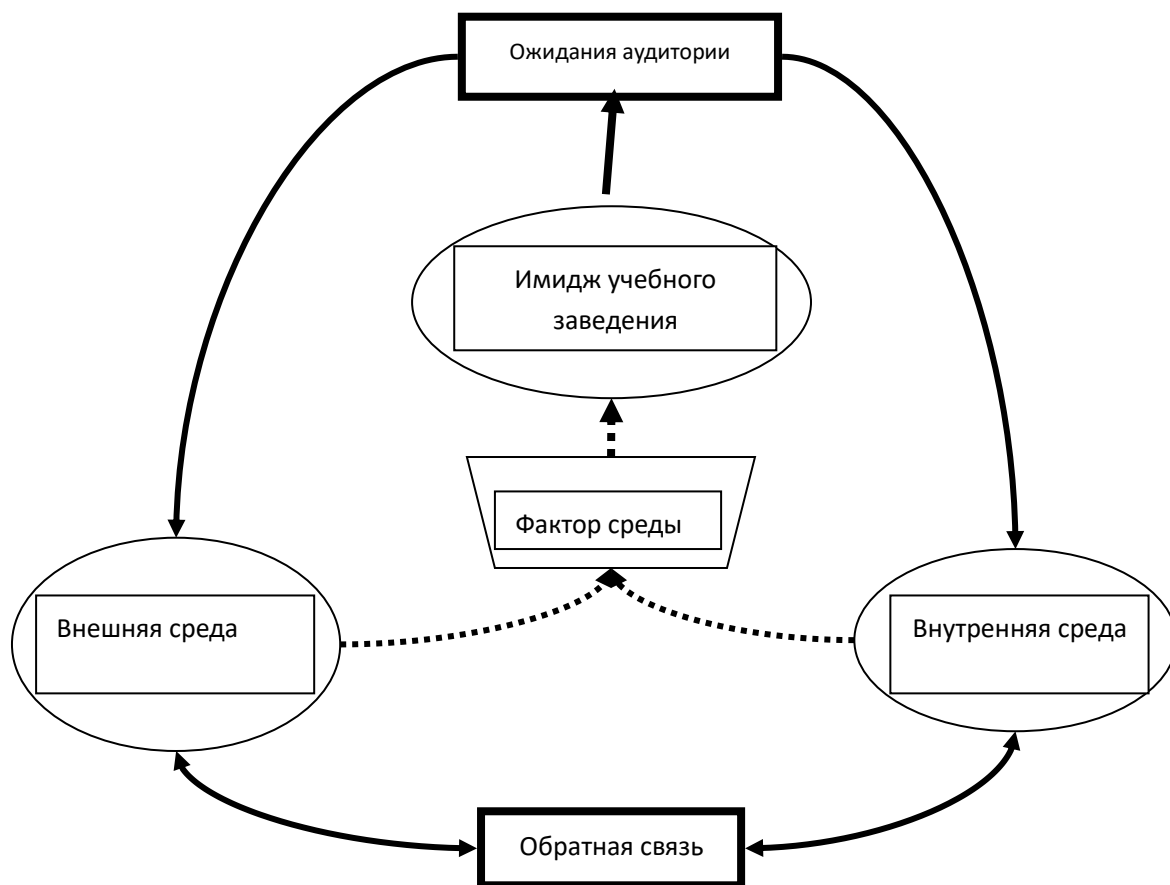 Ожидания аудитории
Имидж учебного
заведения
Фактор среды
Внешняя среда
Внутренняя среда
Обратная связь